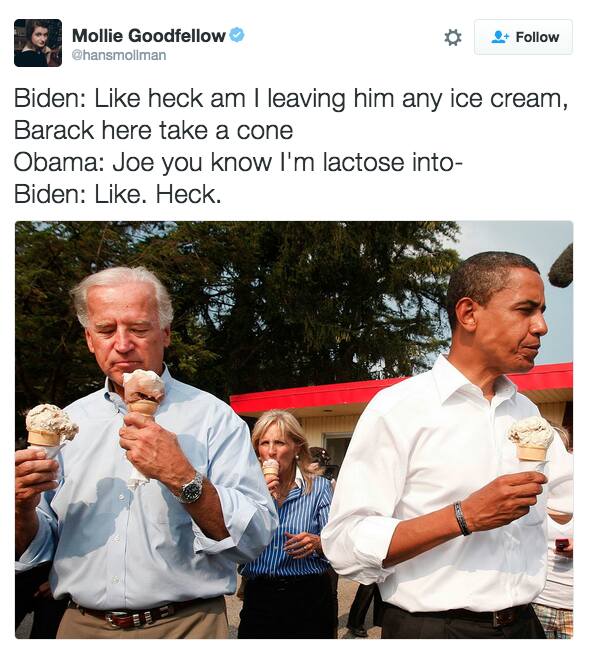 Mollie Goodfellow
@hansmollman
Follow
Biden: Like heck am I leaving him any ice cream,
Barack here take a cone
Obama: Joe you know I'm lactose into-
Biden: Like. Heck.